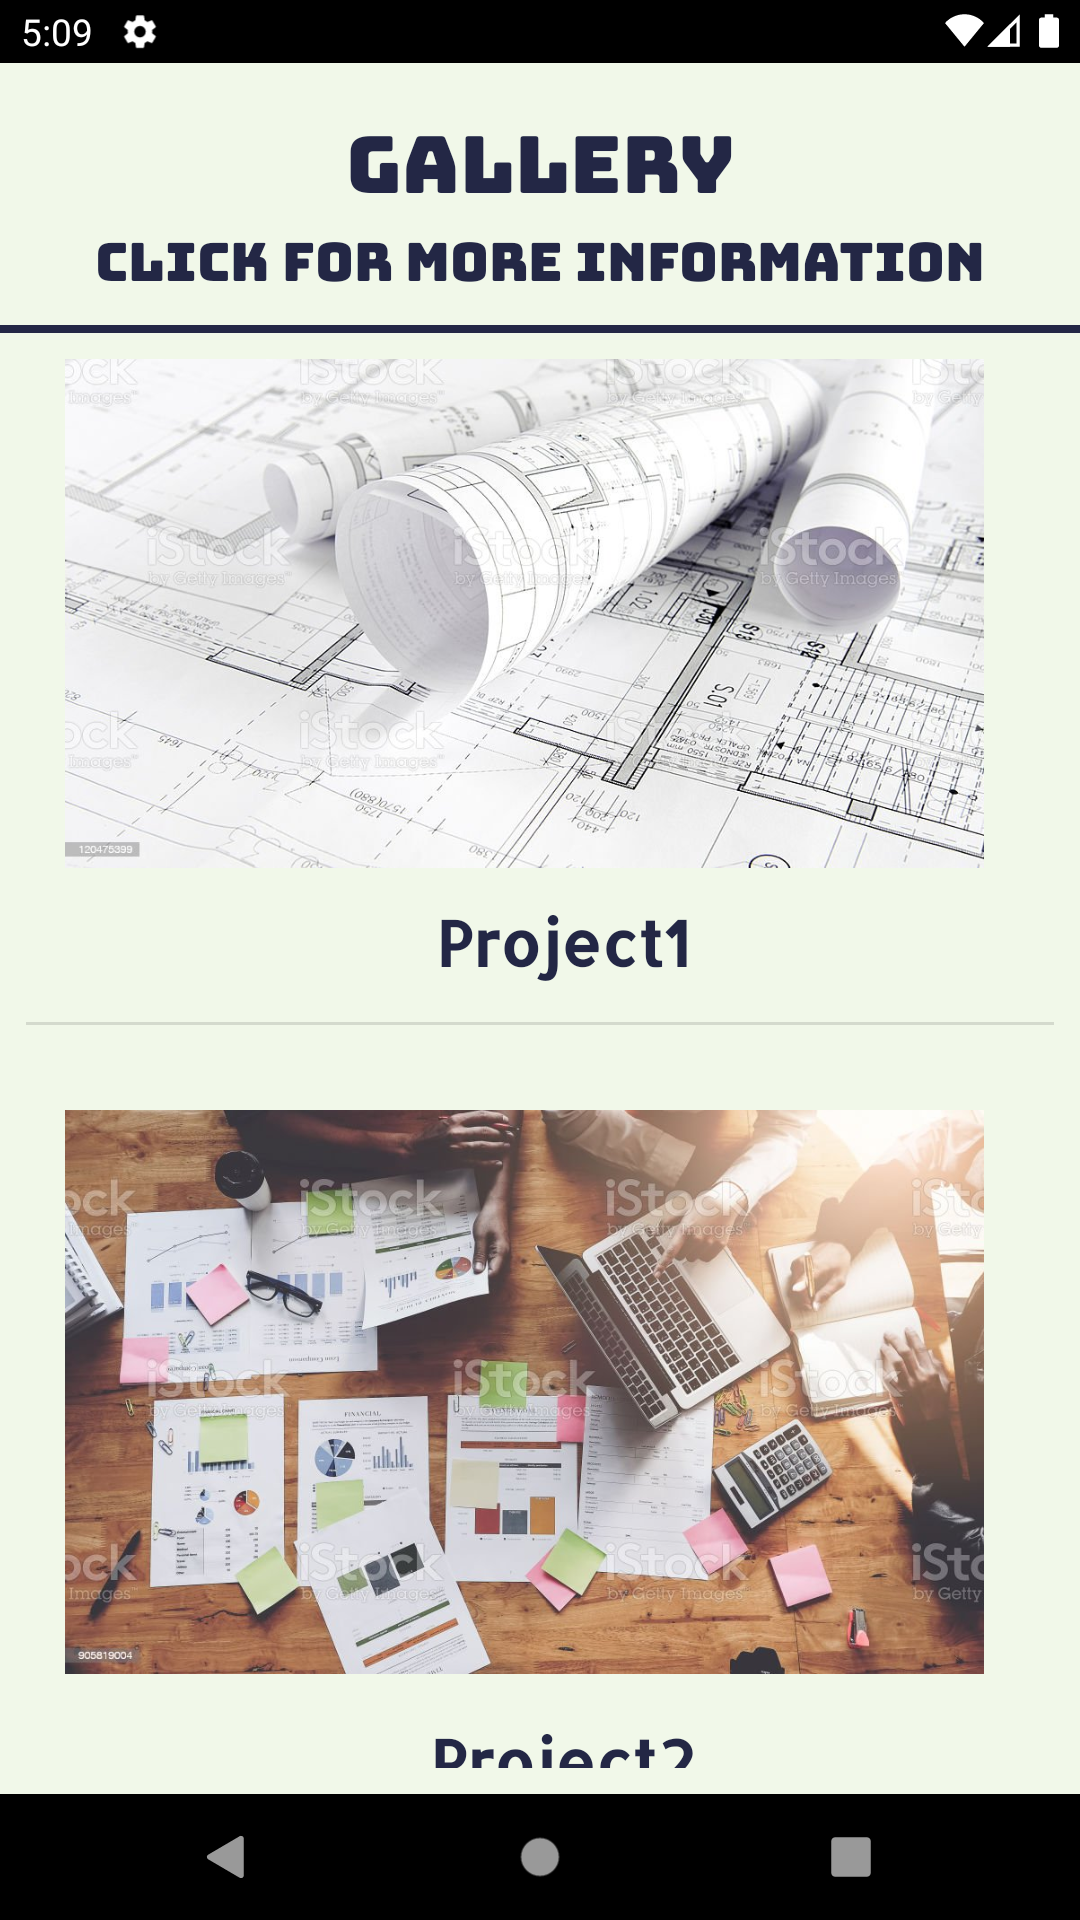 5:09
GALLERY
CLICK FOR MORE INFORMATION
iStock
by Getty Images
120475399
Project1
iStock
by Getty Images
FINANCIAL
905819004
Project2